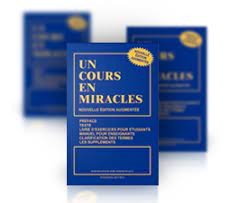 UN
COURS
EN
MIRACLES
NOUVELLE ÉDITION AUGMENTÉE
PRÉFACE
TEXTE
LIVRE D'EXERCICES POUR ÉTUDIANTS
MANUEL POUR ENSEIGNANTS
CLARIFICATION DES TERMES
LES SUPPLÉMENTS